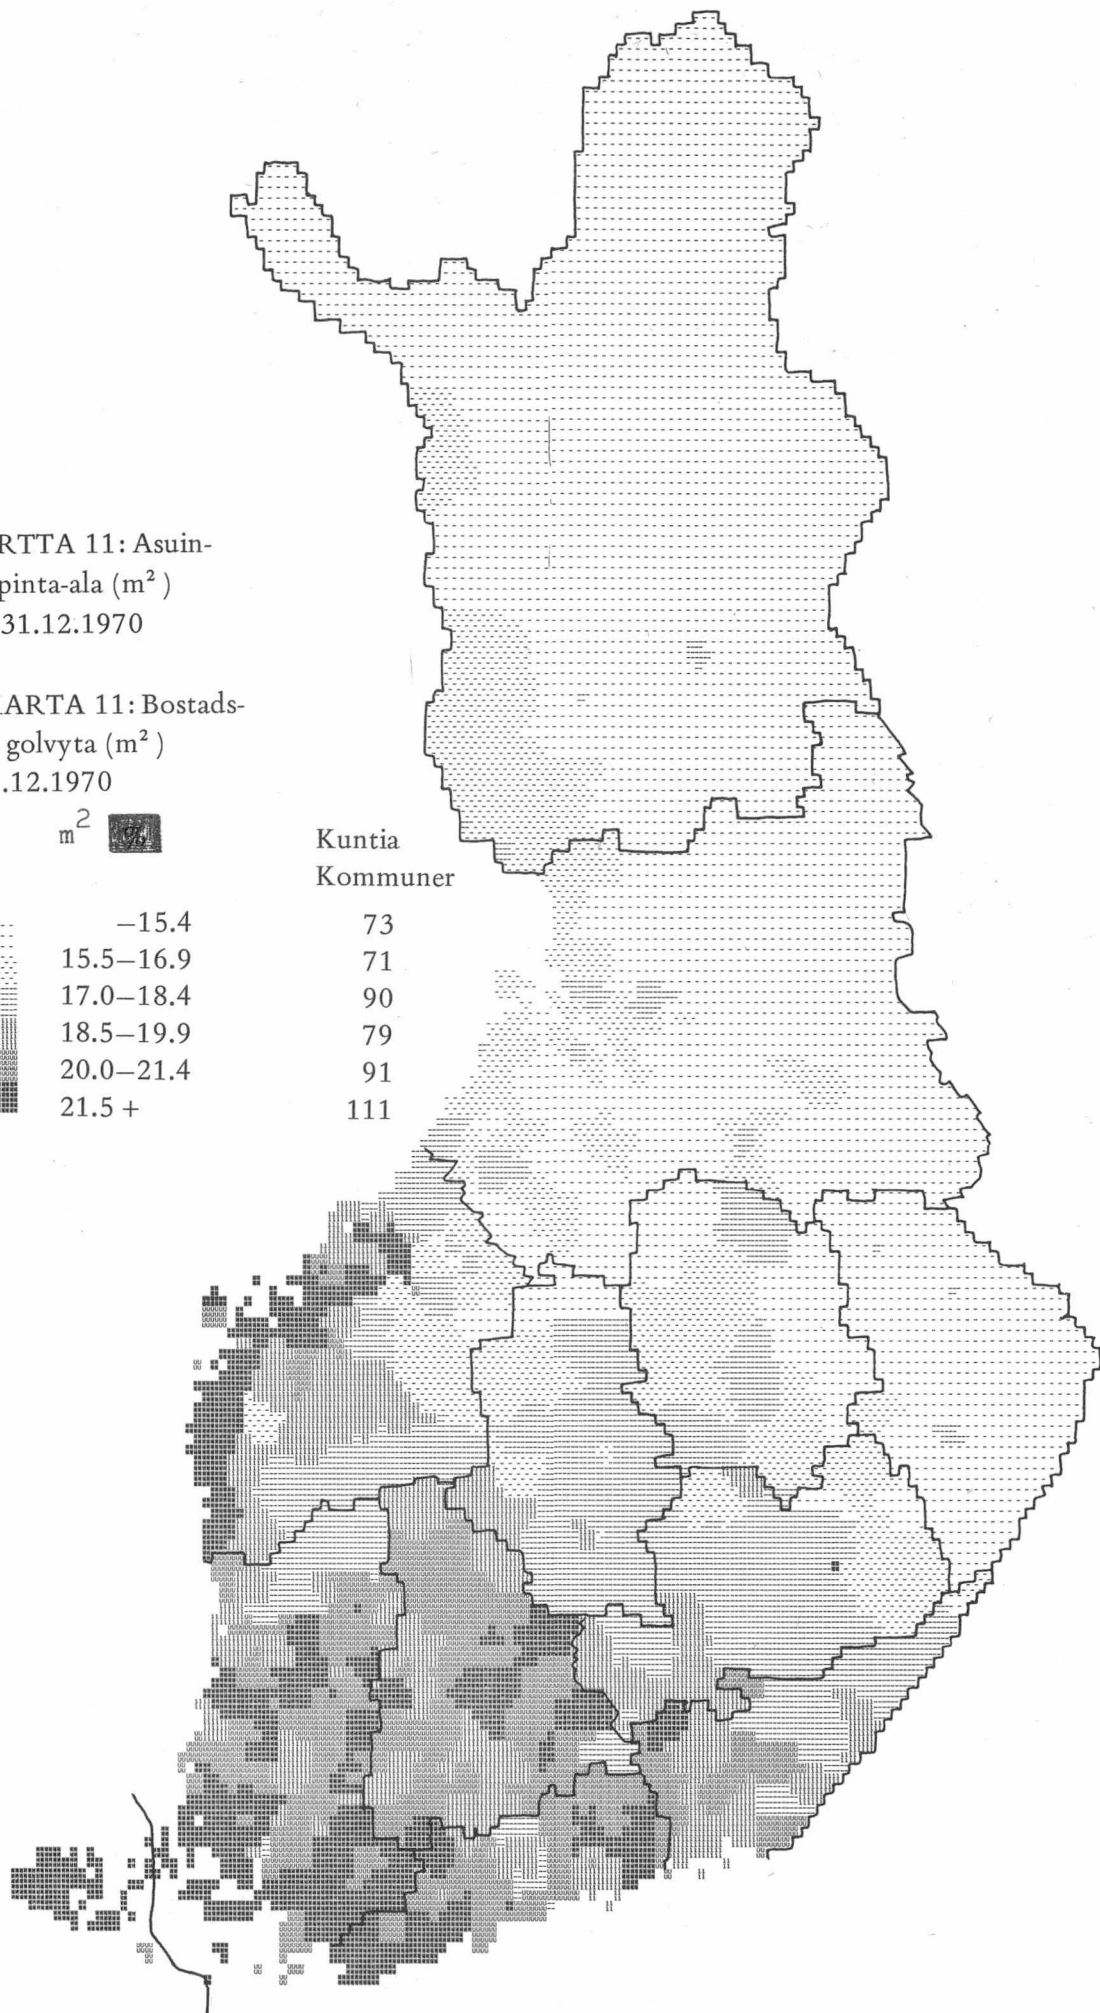 RTTA 11: Asuin-
pinta-ala (m² )
31.12.1970
ARTA 11: Bostads-
golvyta (m² )
.12.1970
m² %
Kuntia
Kommuner
—15.4 73
15.5—16.9 71
17.0—18.4 90
18.5—19.9 79
20.0—21.4 91
21.5 + 111